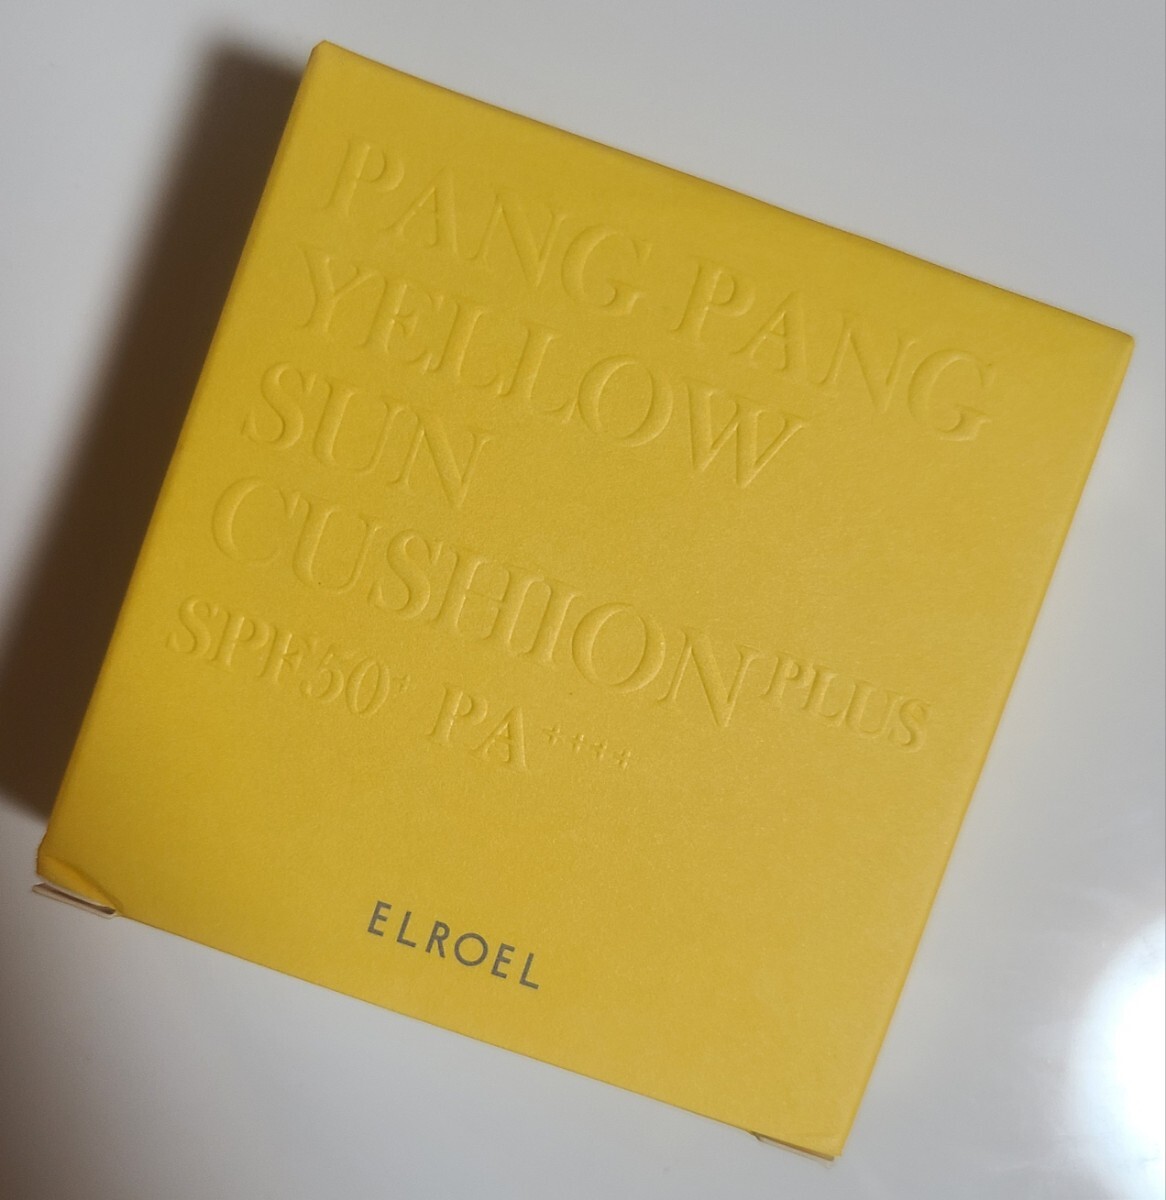 PANG PANG
YELLOW
SUN
CUSHION PLUS
SPF50+ PA++++
ELROEL